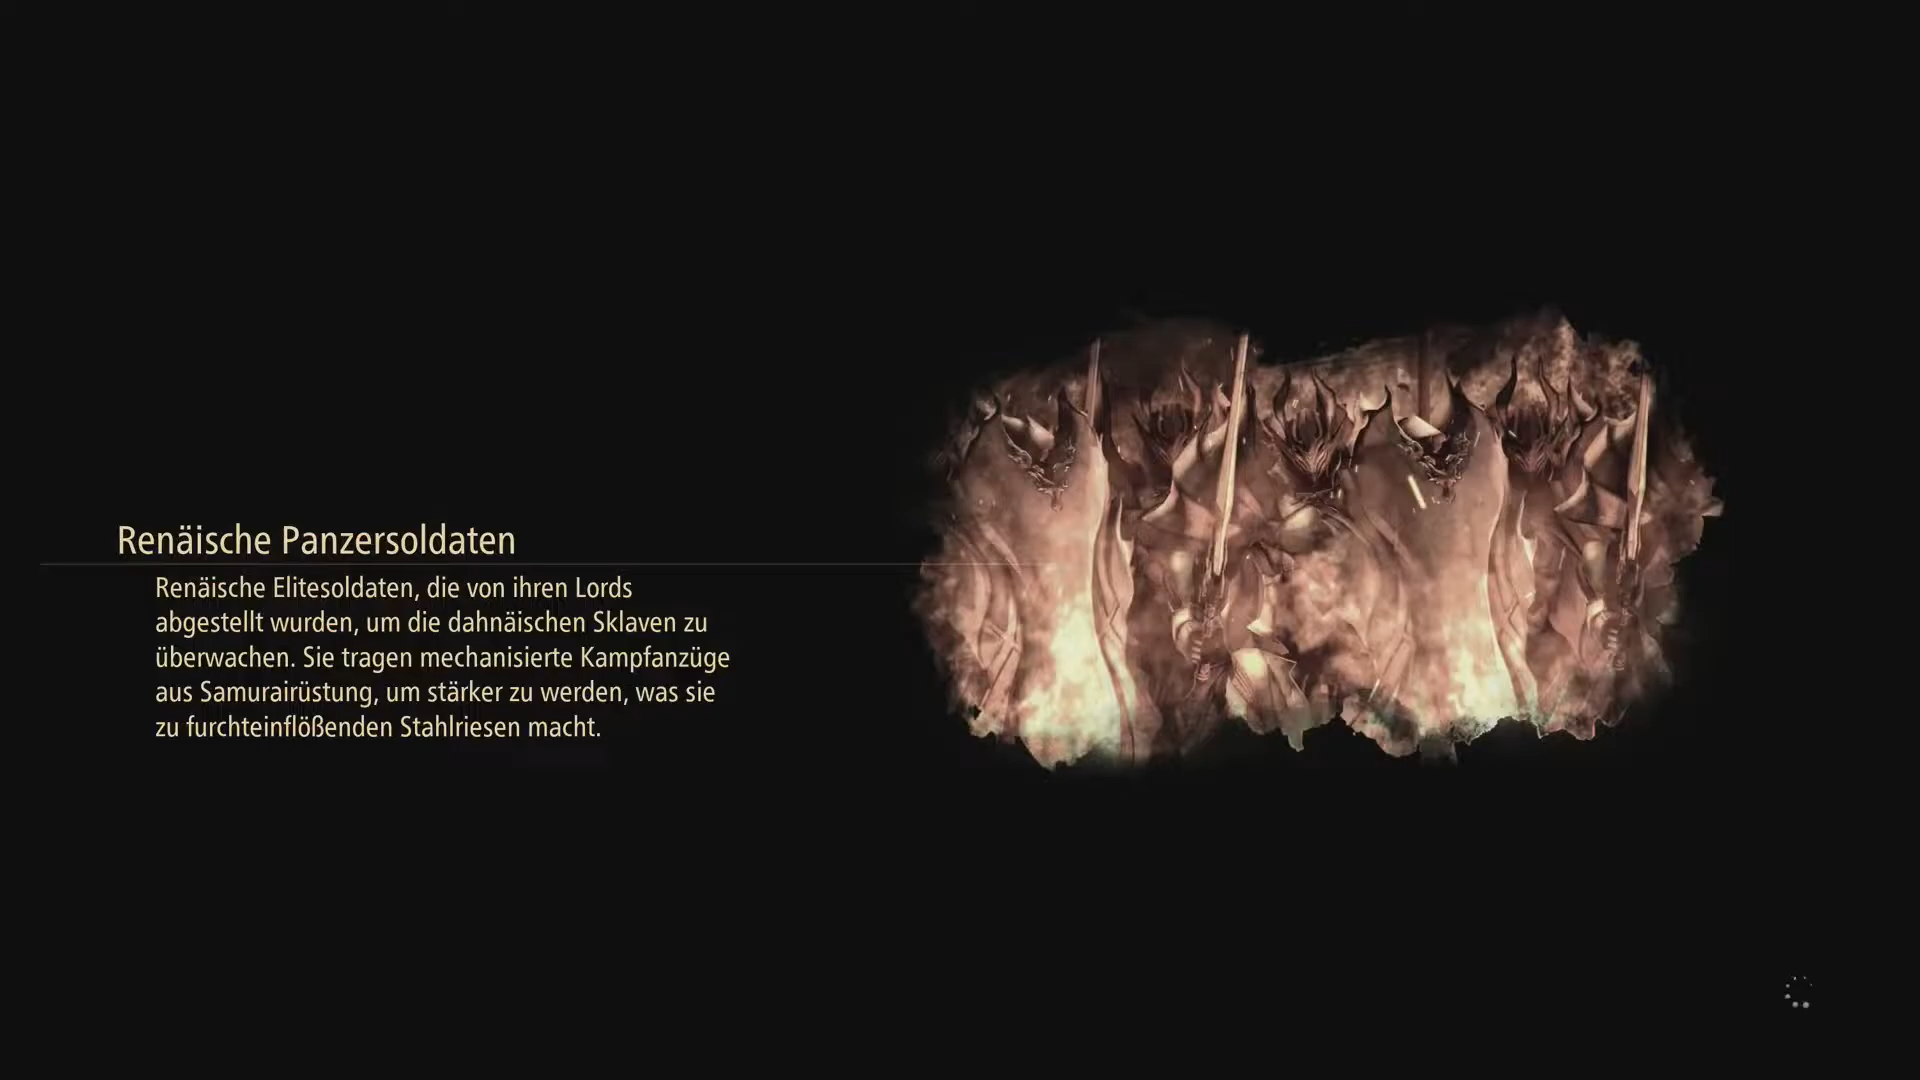 Renäische Panzersoldaten
Renäische Elitesoldaten, die von ihren Lords
abgestellt wurden, um die dahnäischen Sklaven zu
überwachen. Sie tragen mechanisierte Kampfanzüge
aus Samurairüstung, um stärker zu werden, was sie
zu furchteinflößenden Stahlriesen macht.